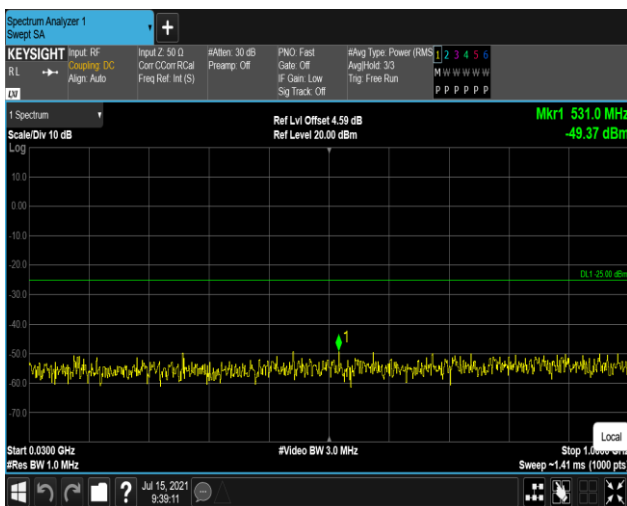 Spectrum Analyzer 1
Swept SA
+
KEYSIGHT
RL
LXI
Input: RF
Coupling: DC
Align: Auto
Input Z: 50 Ω
Corr CCorr RCal
Freq Ref: Int (S)
#Atten: 30 dB
Preamp: Off
PNO: Fast
Gate: Off
IF Gain: Low
Sig Track: Off
#Avg Type: Power (RMS
Avg|Hold: 3/3
Trig: Free Run
1 2 3 4 5 6
M W W W W W
P P P P P P
1 Spectrum
Scale/Div 10 dB
Ref Lvl Offset 4.59 dB
Ref Level 20.00 dBm
Mkr1 531.0 MHz
-49.37 dBm
Log
10.0
0.00
-10.0
-20.0
DL1 -25.00 dBm
-30.0
-40.0
1
-50.0
-60.0
-70.0
Local
Start 0.0300 GHz
#Video BW 3.0 MHz
Stop 1.0000 GHz
#Res BW 1.0 MHz
Sweep ~1.41 ms (1000 pts)
?
Jul 15, 2021
9:39:11